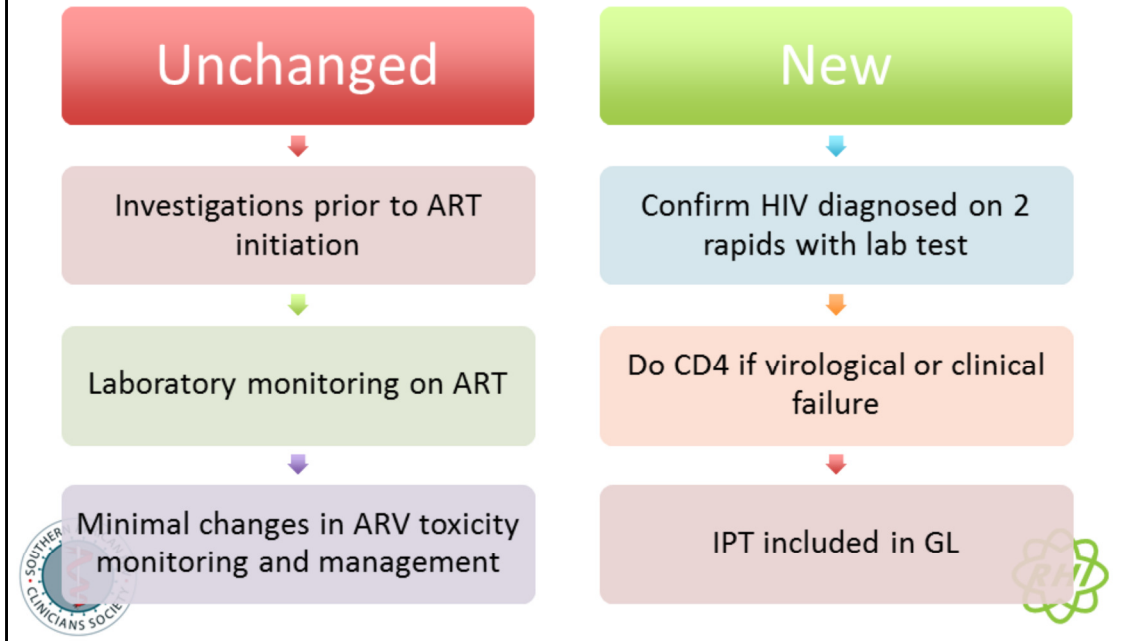 Unchanged
Investigations prior to ART
initiation
Laboratory monitoring on ART
Minimal changes in ARV toxicity
monitoring and management
New
Confirm HIV diagnosed on 2
rapids with lab test
Do CD4 if virological or clinical
failure
IPT included in GL
SOUTHERN
CLINICIANS SOCIETY
RHI